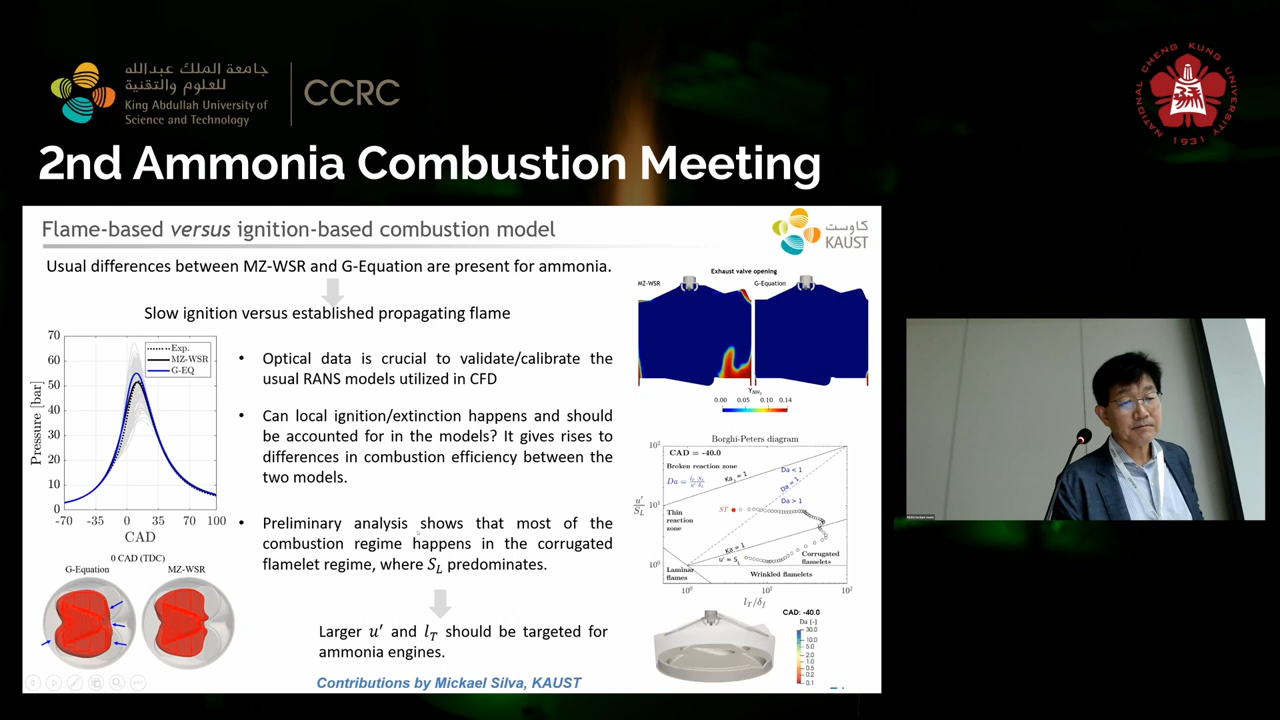 جامعة الملك عبدالله
للعلوم والتقنية
King Abdullah University of
Science and Technology
CCRC
NATIONAL CHENG KUNG UNIVERSITY
1931
2nd Ammonia Combustion Meeting
Flame-based versus ignition-based combustion model
كاوست
KAUST
Usual differences between MZ-WSR and G-Equation are present for ammonia.
Slow ignition versus established propagating flame
70
60
50
40
30
20
10
0
Pressure [bar]
Exp.
MZ-WSR
G-EQ
-70 -35 0 35 70 100
CAD
• Optical data is crucial to validate/calibrate the
usual RANS models utilized in CFD
• Can local ignition/extinction happens and should
be accounted for in the models? It gives rises to
differences in combustion efficiency between the
two models.
• Preliminary analysis shows that most of the
combustion regime happens in the corrugated
flamelet regime, where S_L predominates.
0 CAD (TDC)
G-Equation MZ-WSR
Larger u′ and l_T should be targeted for
ammonia engines.
Contributions by Mickael Silva, KAUST
Exhaust valve opening
MZ-WSR G-Equation
Y_NH3
0.00 0.05 0.10 0.14
Borghi-Peters diagram
CAD = -40.0
Broken reaction zone
Da < 1
Da = 1
Da > 1
ST
Thin
reaction
zone
Ka = 1
u′ = S_L
Laminar
flames
Corrugated
flamelets
Wrinkled flamelets
10² 10¹ 10⁰
u′/S_L
10⁰ 10¹ 10²
l_T/δ_f
CAD: -40.0
Da [-]
30.0
10.0
5.0
2.0
1.0
0.5
0.2
0.1